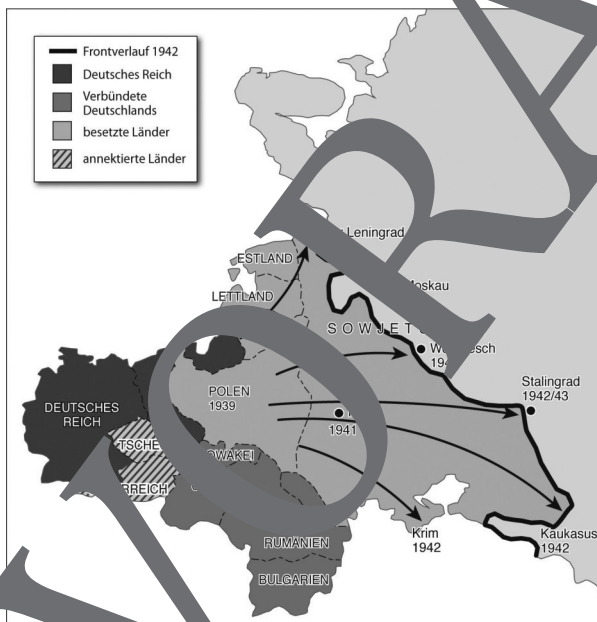 Frontverlauf 1942
Deutsches Reich
Verbündete
Deutschlands
besetzte Länder
annektierte Länder
Leningrad
ESTLAND
LETTLAND
SOWJET
Stalingrad
1942/43
POLEN
1939
DEUTSCHES
REICH
1941
Krim
1942
Kaukasus
1942
RUMÄNIEN
BULGARIEN